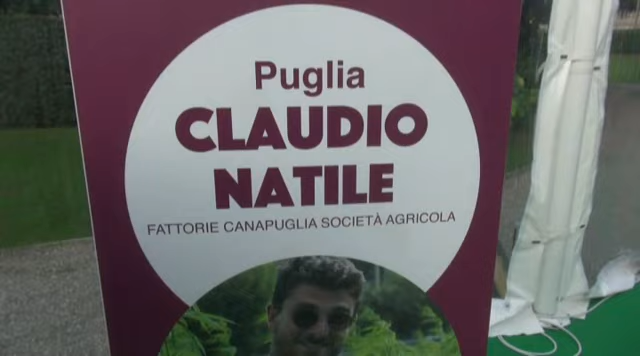 Puglia
CLAUDIO
NATILE
FATTORIE CANAPUGLIA SOCIETÀ AGRICOLA